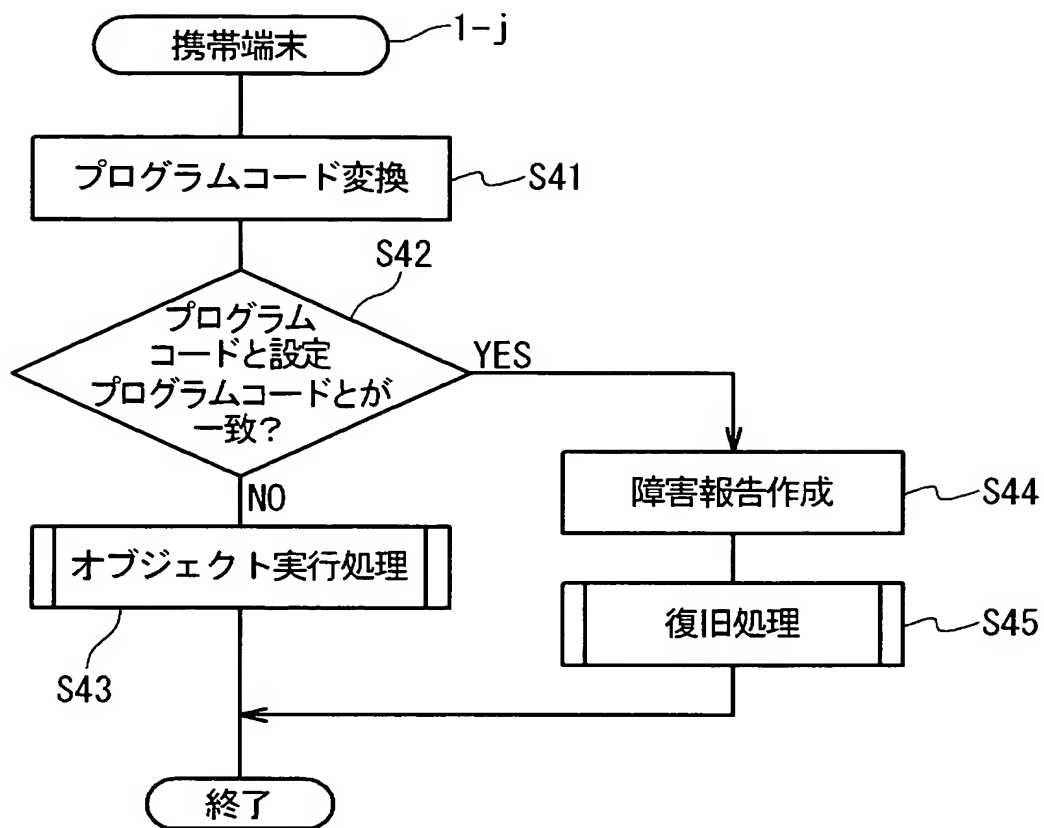 携帯端末
1-j
プログラムコード変換
S41
S42
プログラム
コードと設定
プログラムコードとが
一致?
YES
NO
障害報告作成
S44
オブジェクト実行処理
S43
復旧処理
S45
終了